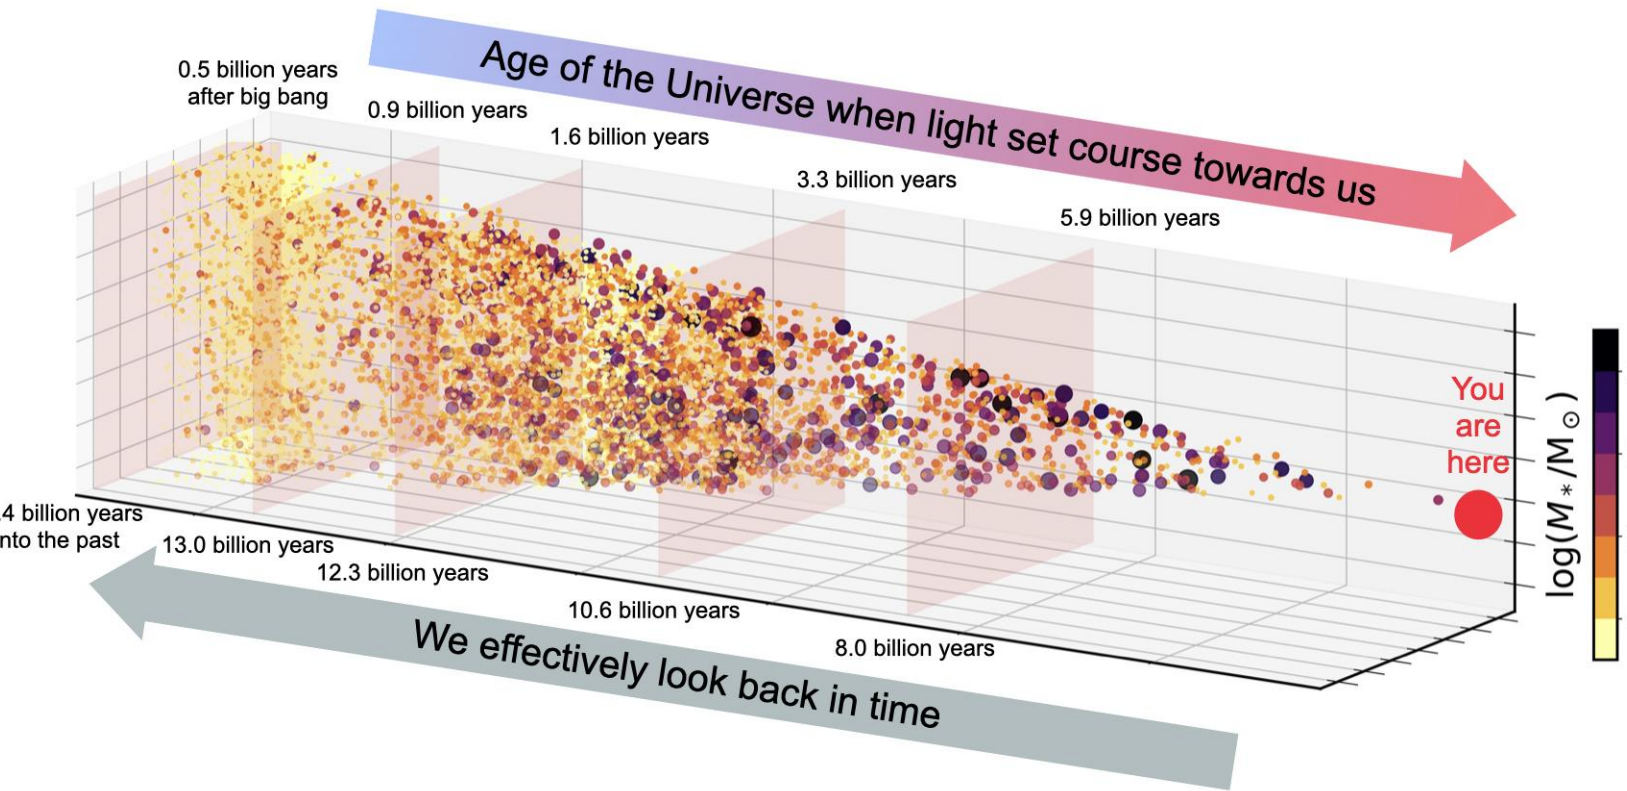 Age of the Universe when light set course towards us
0.5 billion years
after big bang
0.9 billion years
1.6 billion years
3.3 billion years
5.9 billion years
You
are
here
log(M*/M⊙)
.4 billion years
nto the past
13.0 billion years
12.3 billion years
10.6 billion years
8.0 billion years
We effectively look back in time